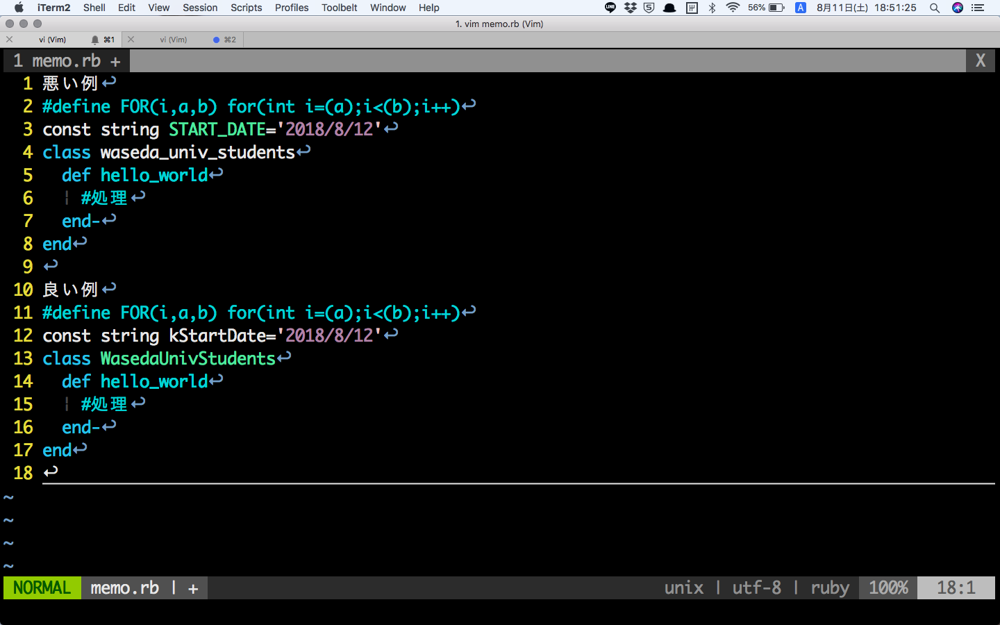 iTerm2 Shell Edit View Session Scripts Profiles Toolbelt Window Help LINE 5 56% A 8月11日(土) 18:51:25
1. vim memo.rb (Vim)
vi (Vim) ⌘1 vi (Vim) ⌘2
1 memo.rb + X
1 悪い例↩
2 #define FOR(i,a,b) for(int i=(a);i<(b);i++)↩
3 const string START_DATE='2018/8/12'↩
4 class waseda_univ_students↩
5   def hello_world↩
6   ¦ #処理↩
7   end-↩
8 end↩
9 ↩
10 良い例↩
11 #define FOR(i,a,b) for(int i=(a);i<(b);i++)↩
12 const string kStartDate='2018/8/12'↩
13 class WasedaUnivStudents↩
14   def hello_world↩
15   ¦ #処理↩
16   end-↩
17 end↩
18 ↩
~
~
~
~
NORMAL memo.rb | + unix | utf-8 | ruby 100% 18:1